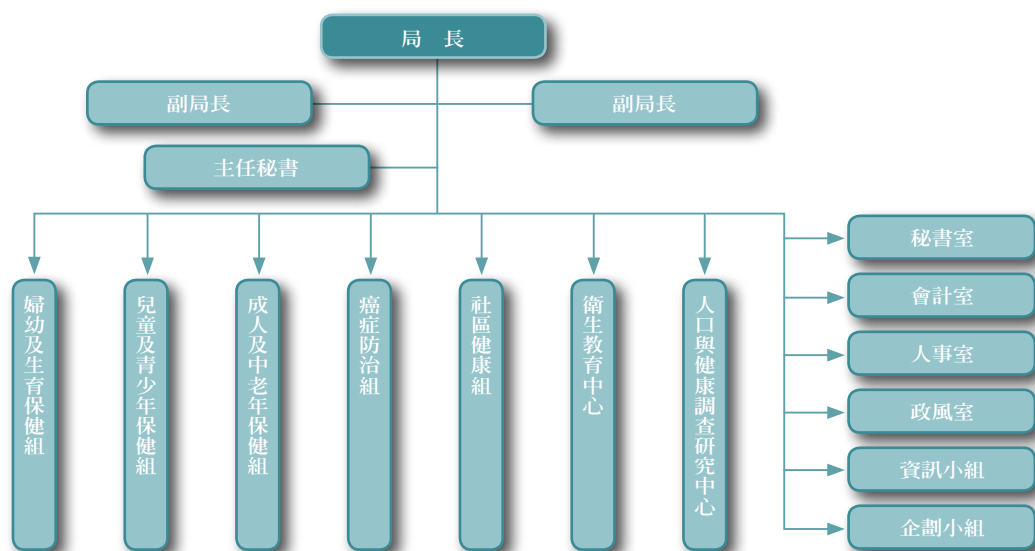 局 長
副局長
副局長
主任秘書
婦幼及生育保健組
兒童及青少年保健組
成人及中老年保健組
癌症防治組
社區健康組
衛生教育中心
人口與健康調查研究中心
秘書室
會計室
人事室
政風室
資訊小組
企劃小組